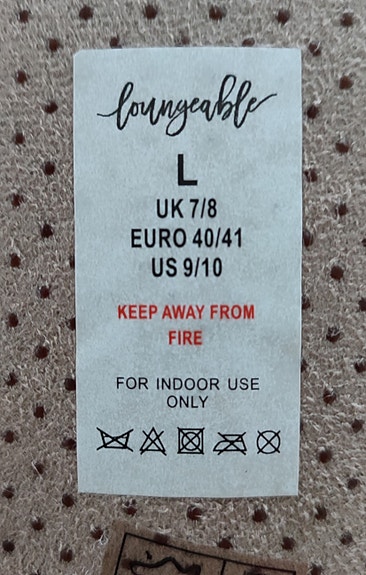 loungeable
L
UK 7/8
EURO 40/41
US 9/10
KEEP AWAY FROM
FIRE
FOR INDOOR USE
ONLY